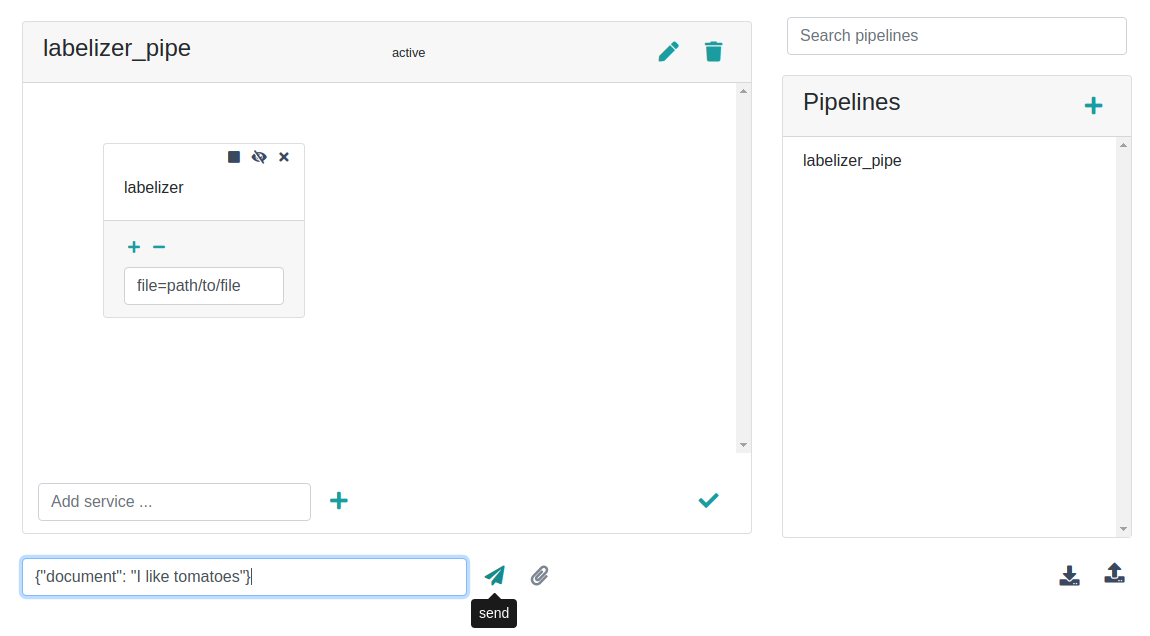 labelizer_pipe
active
labelizer
file=path/to/file
Add service ...
{"document": "I like tomatoes"}
send
Search pipelines
Pipelines
labelizer_pipe